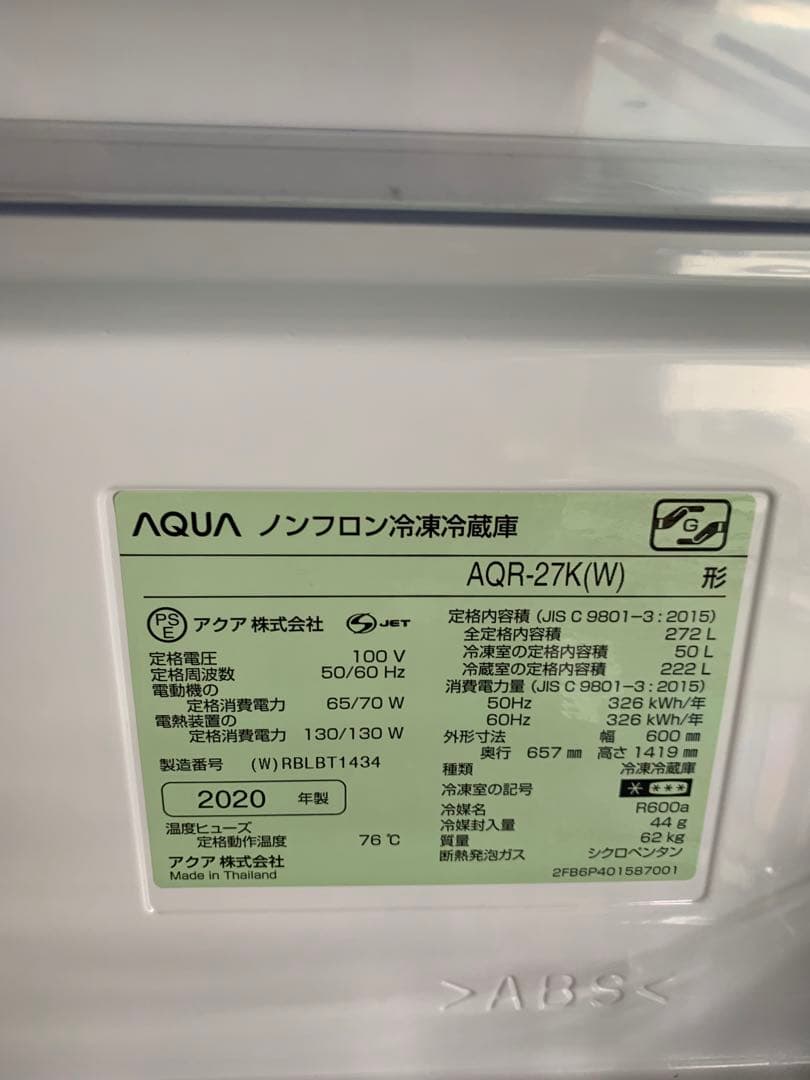 AQUA ノンフロン冷凍冷蔵庫
G
AQR-27K(W) 形
PSE アクア 株式会社 S JET
定格電圧 100 V
定格周波数 50/60 Hz
電動機の
定格消費電力 65/70 W
電熱装置の
定格消費電力 130/130 W
製造番号 (W)RBLBT1434
2020 年製
温度ヒューズ
定格動作温度 76 ℃
アクア 株式会社
Made in Thailand
定格内容積 (JIS C 9801-3 : 2015)
全定格内容積 272 L
冷凍室の定格内容積 50 L
冷蔵室の定格内容積 222 L
消費電力量 (JIS C 9801-3 : 2015)
50Hz 326 kWh/年
60Hz 326 kWh/年
外形寸法 幅 600 ㎜
奥行 657 ㎜ 高さ 1419 ㎜
種類 冷凍冷蔵庫
冷凍室の記号 * ***
冷媒名 R600a
冷媒封入量 44 g
質量 62 kg
断熱発泡ガス シクロペンタン
2FB6P401587001
>ABS<